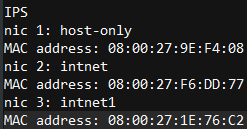 IPS
nic 1: host-only
MAC address: 08:00:27:9E:F4:08
nic 2: intnet
MAC address: 08:00:27:F6:DD:77
nic 3: intnet1
MAC address: 08:00:27:1E:76:C2